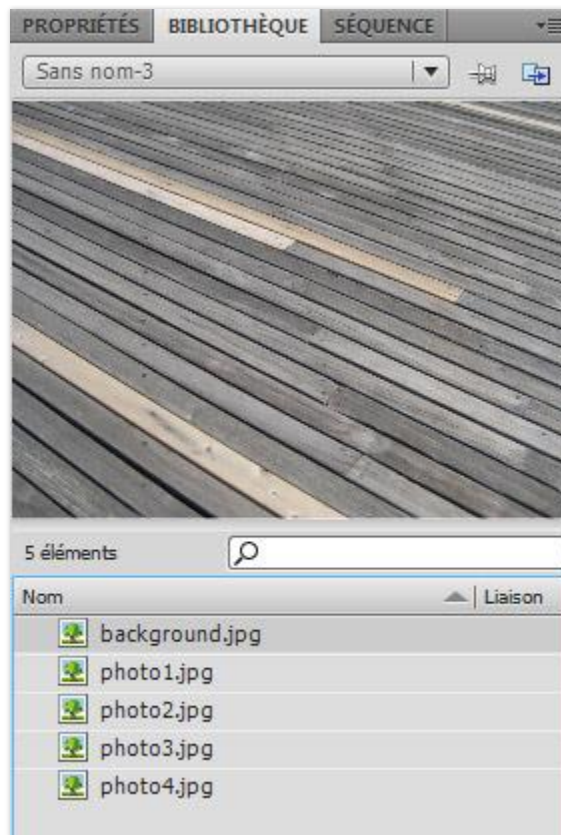 PROPRIÉTÉS BIBLIOTHÈQUE SÉQUENCE
Sans nom-3
5 éléments
Nom Liaison
background.jpg
photo1.jpg
photo2.jpg
photo3.jpg
photo4.jpg